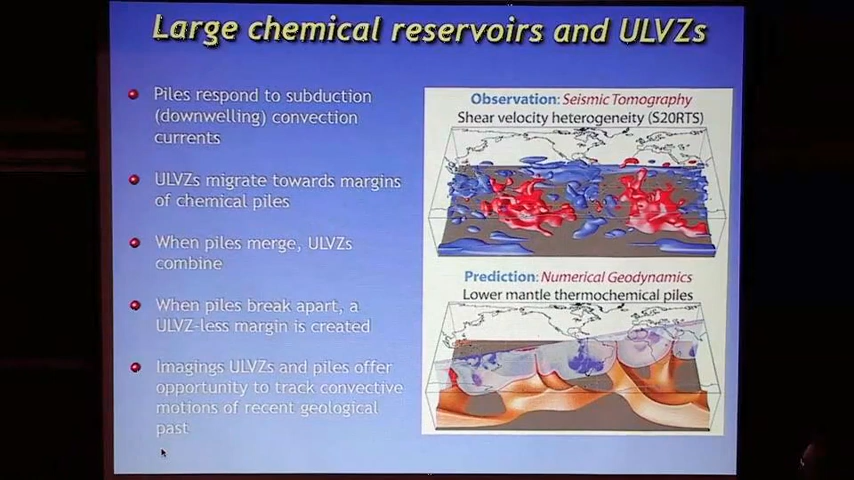 Large chemical reservoirs and ULVZs
Piles respond to subduction
(downwelling) convection
currents
ULVZs migrate towards margins
of chemical piles
When piles merge, ULVZs
combine
When piles break apart, a
ULVZ-less margin is created
Imagings ULVZs and piles offer
opportunity to track convective
motions of recent geological
past
Observation: Seismic Tomography
Shear velocity heterogeneity (S20RTS)
Prediction: Numerical Geodynamics
Lower mantle thermochemical piles